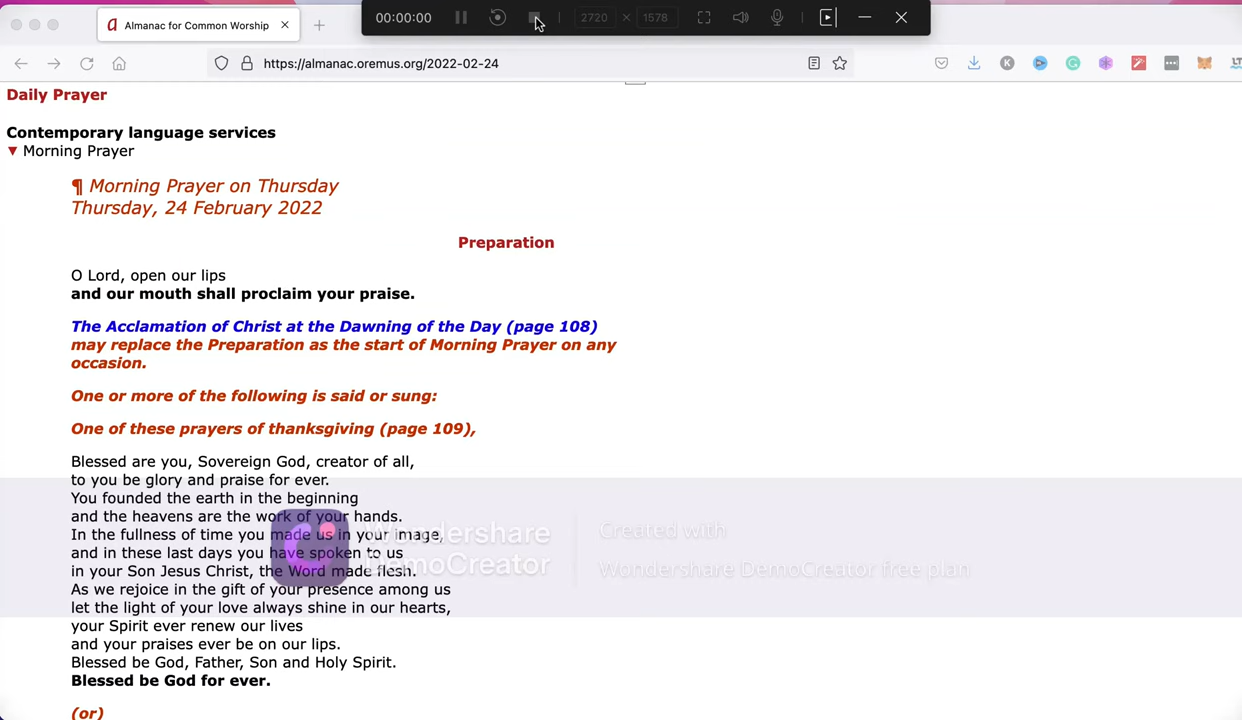 00:00:00 2720 × 1578
a Almanac for Common Worship
https://almanac.oremus.org/2022-02-24
Daily Prayer
Contemporary language services
▼ Morning Prayer
¶ Morning Prayer on Thursday
Thursday, 24 February 2022
Preparation
O Lord, open our lips
and our mouth shall proclaim your praise.
The Acclamation of Christ at the Dawning of the Day (page 108)
may replace the Preparation as the start of Morning Prayer on any
occasion.
One or more of the following is said or sung:
One of these prayers of thanksgiving (page 109),
Blessed are you, Sovereign God, creator of all,
to you be glory and praise for ever.
You founded the earth in the beginning
and the heavens are the work of your hands.
In the fullness of time you made us in your image,
and in these last days you have spoken to us
in your Son Jesus Christ, the Word made flesh.
As we rejoice in the gift of your presence among us
let the light of your love always shine in our hearts,
your Spirit ever renew our lives
and your praises ever be on our lips.
Blessed be God, Father, Son and Holy Spirit.
Blessed be God for ever.
(or)
Wondershare
DemoCreator
Created with
Wondershare DemoCreator free plan
K
LT